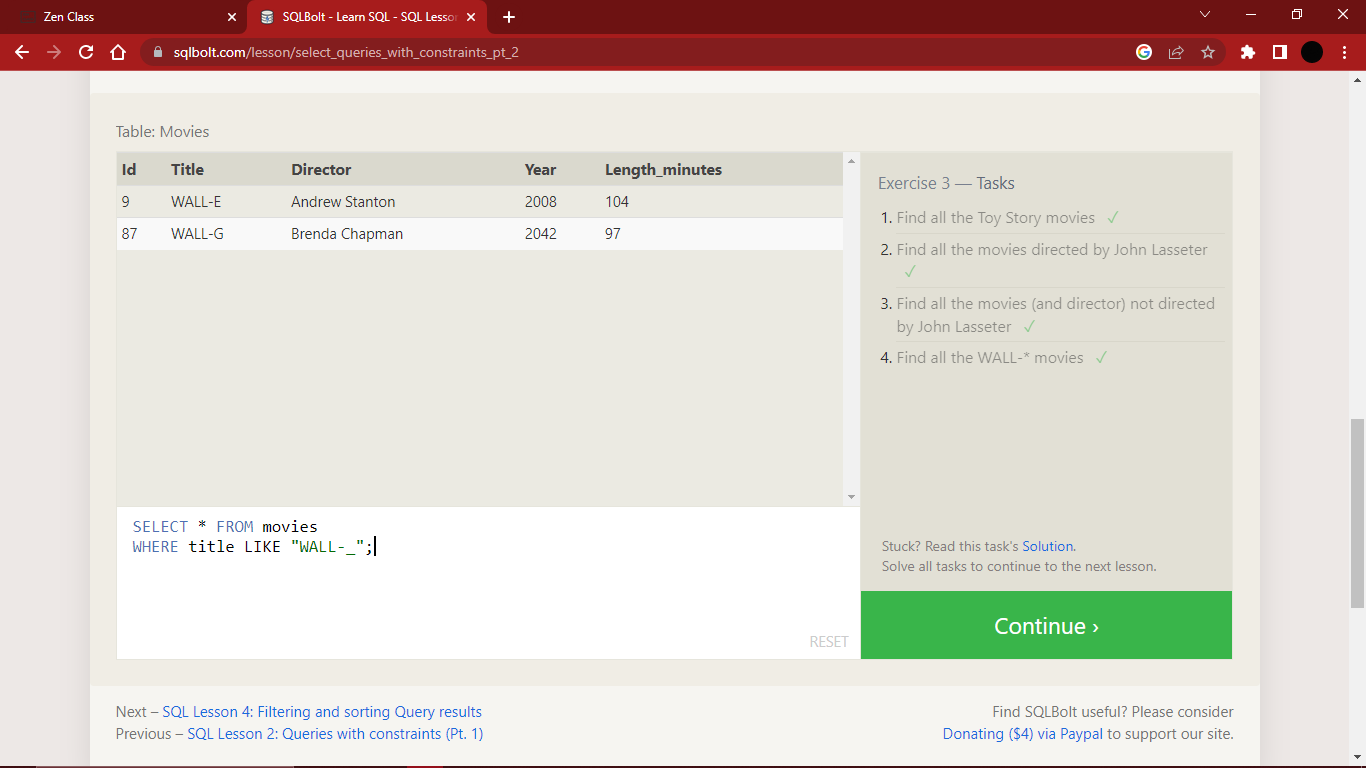 Zen Class
SQLBolt - Learn SQL - SQL Lesson
sqlbolt.com/lesson/select_queries_with_constraints_pt_2
Table: Movies
Id Title Director Year Length_minutes
9 WALL-E Andrew Stanton 2008 104
87 WALL-G Brenda Chapman 2042 97
SELECT * FROM movies
WHERE title LIKE "WALL-_";
RESET
Exercise 3 — Tasks
1. Find all the Toy Story movies ✓
2. Find all the movies directed by John Lasseter
✓
3. Find all the movies (and director) not directed
by John Lasseter ✓
4. Find all the WALL-* movies ✓
Stuck? Read this task's Solution.
Solve all tasks to continue to the next lesson.
Continue ›
Next – SQL Lesson 4: Filtering and sorting Query results
Previous – SQL Lesson 2: Queries with constraints (Pt. 1)
Find SQLBolt useful? Please consider
Donating ($4) via Paypal to support our site.